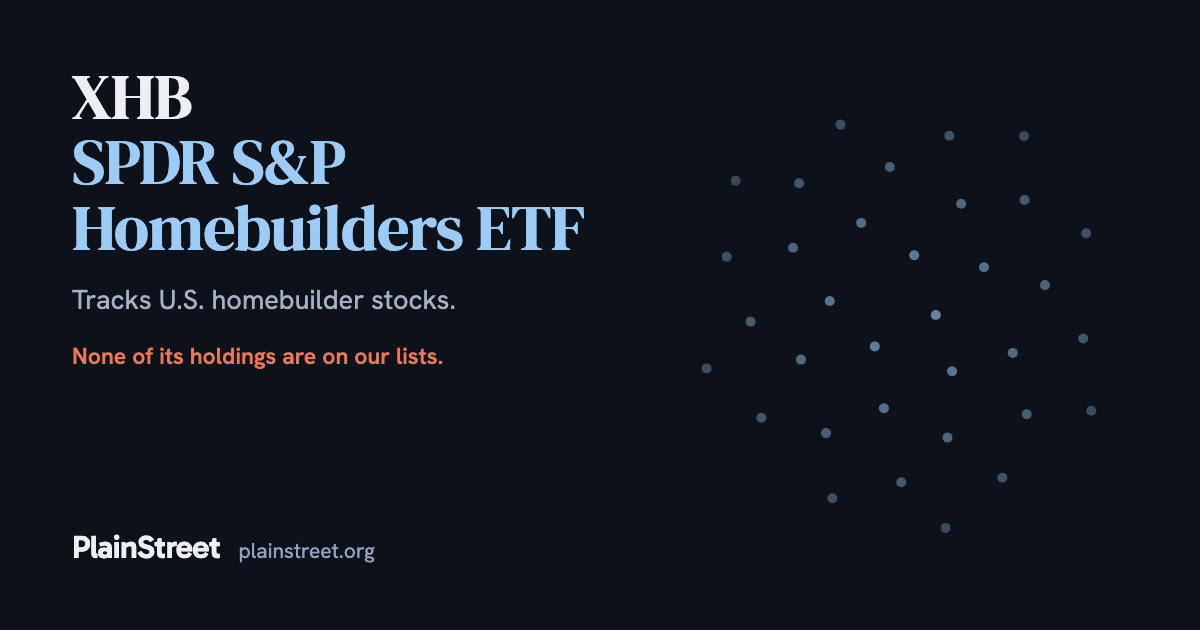 XHB
SPDR S&P
Homebuilders ETF
Tracks U.S. homebuilder stocks.
None of its holdings are on our lists.
PlainStreet plainstreet.org